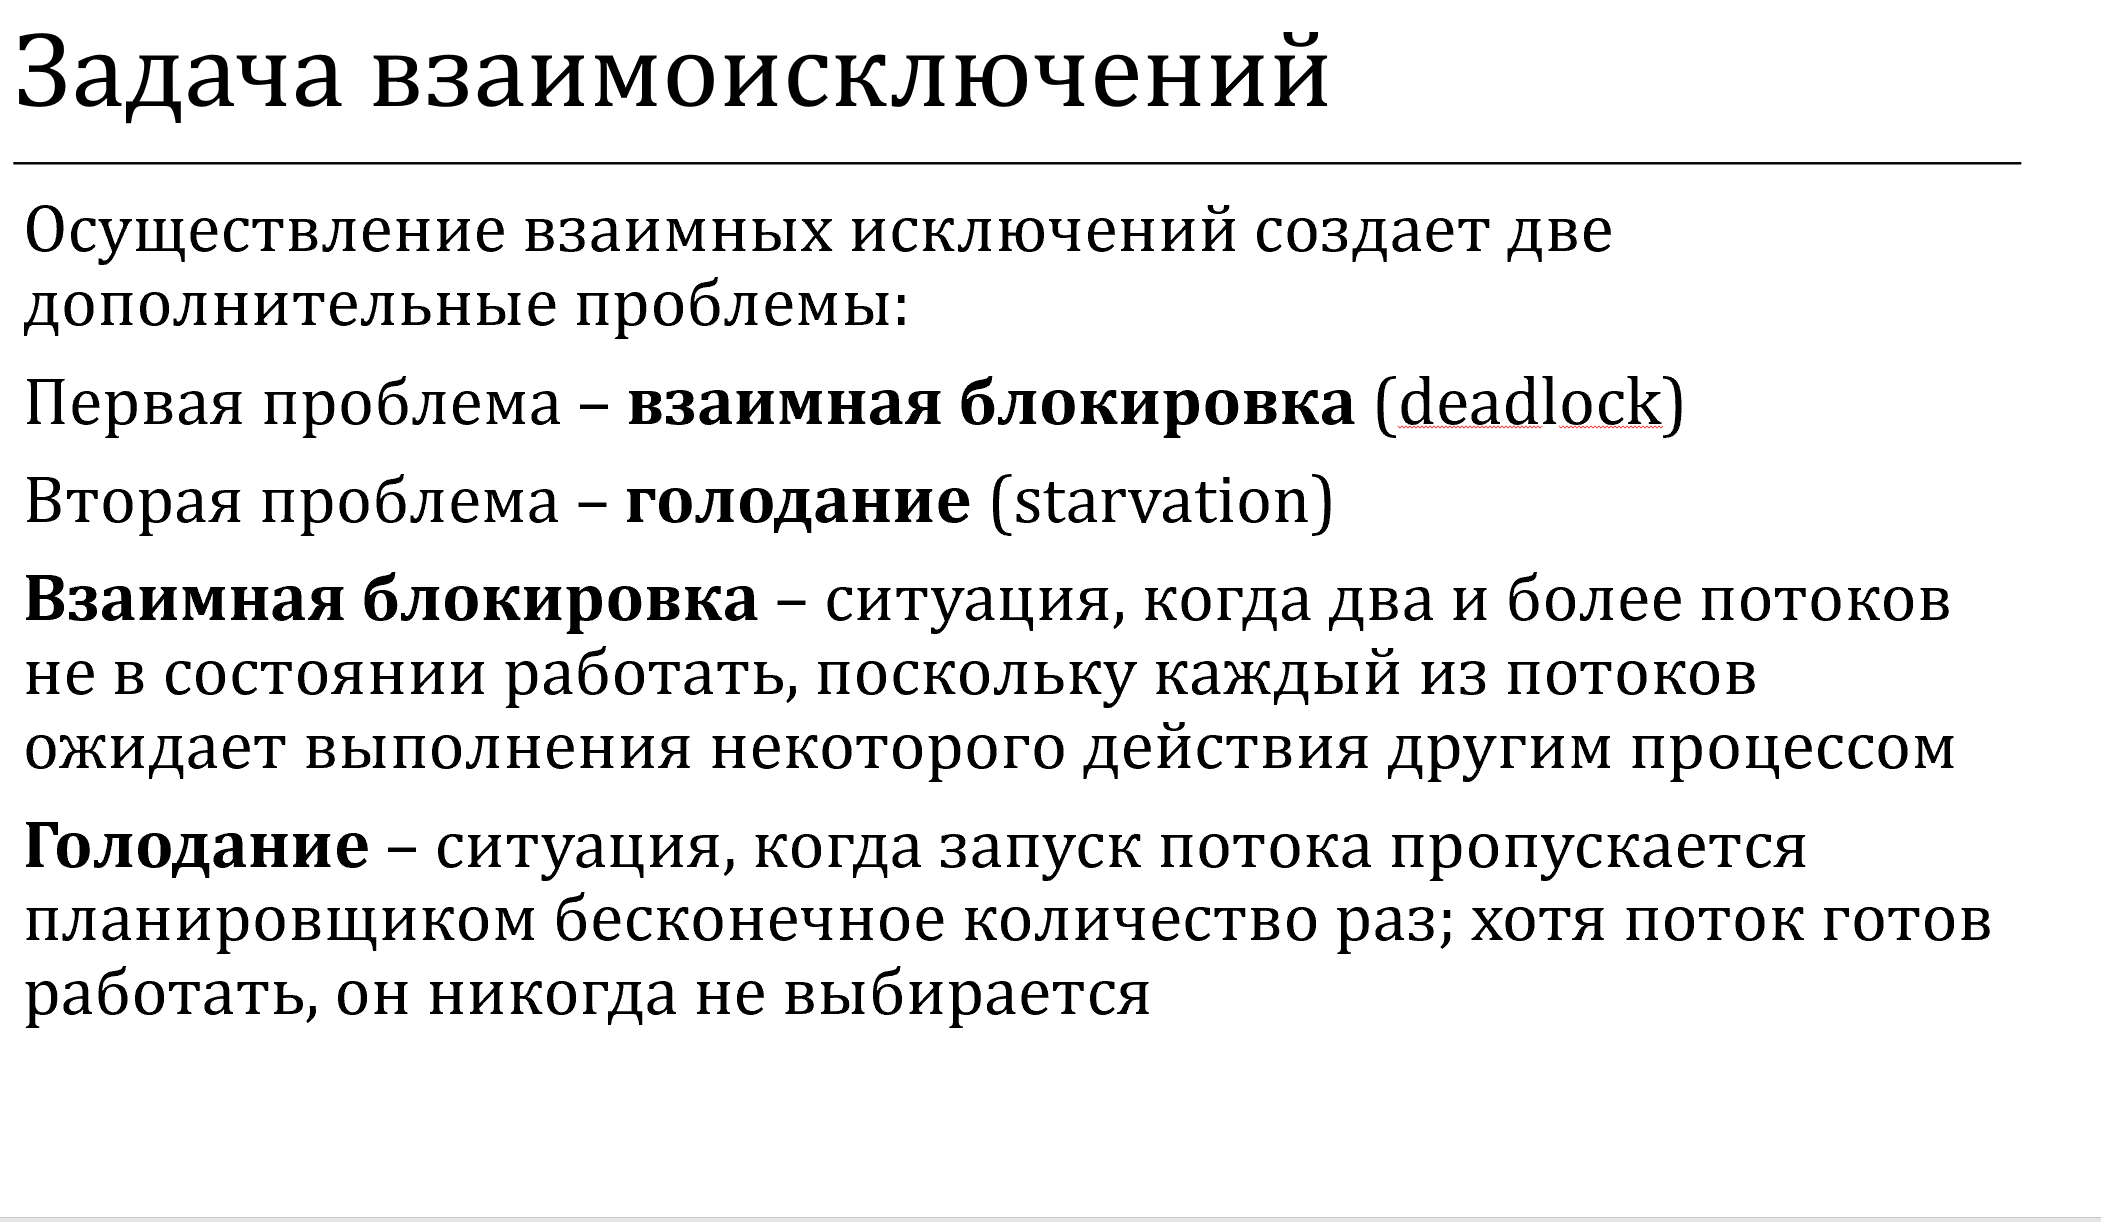 Задача взаимоисключений
Осуществление взаимных исключений создает две
дополнительные проблемы:
Первая проблема – взаимная блокировка (deadlock)
Вторая проблема – голодание (starvation)
Взаимная блокировка – ситуация, когда два и более потоков
не в состоянии работать, поскольку каждый из потоков
ожидает выполнения некоторого действия другим процессом
Голодание – ситуация, когда запуск потока пропускается
планировщиком бесконечное количество раз; хотя поток готов
работать, он никогда не выбирается